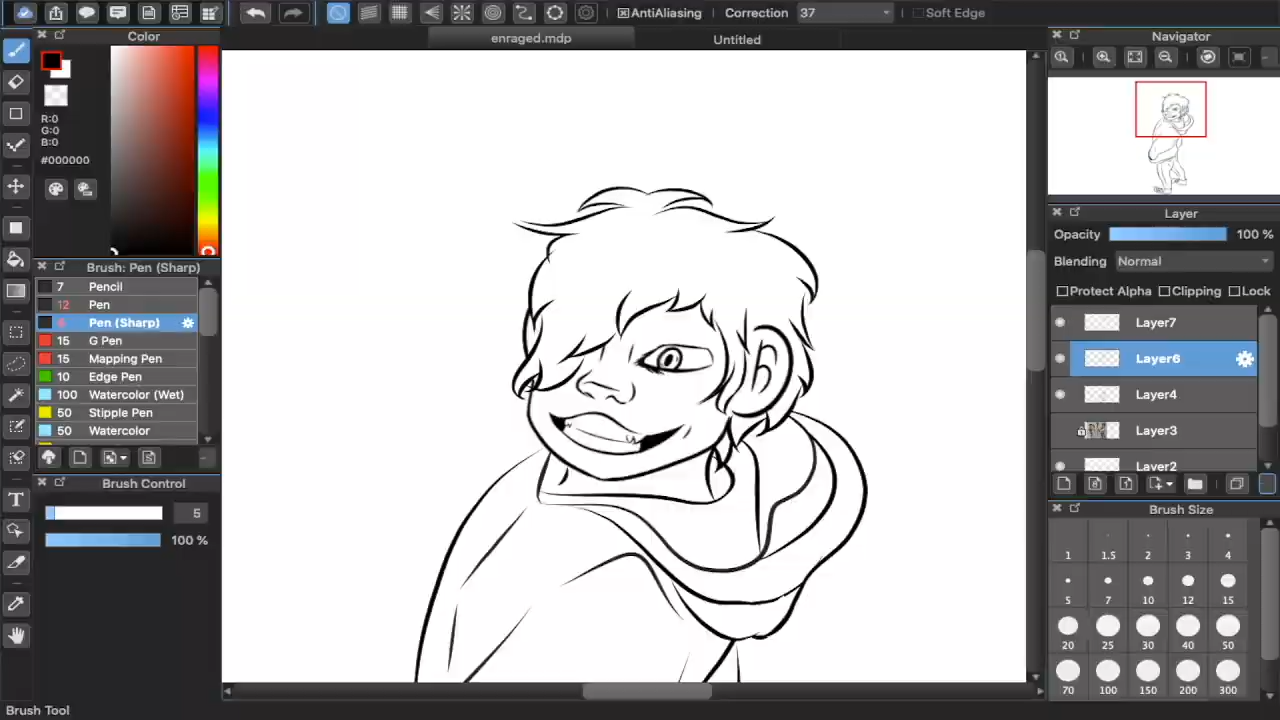 AntiAliasing Correction 37 Soft Edge
enraged.mdp Untitled
Color
R:0
G:0
B:0
#000000
Brush: Pen (Sharp)
7 Pencil
12 Pen
Pen (Sharp)
15 G Pen
15 Mapping Pen
10 Edge Pen
100 Watercolor (Wet)
50 Stipple Pen
50 Watercolor
Brush Control
5
100 %
Navigator
Layer
Opacity 100 %
Blending Normal
Protect Alpha Clipping Lock
Layer7
Layer6
Layer4
Layer3
Layer2
Brush Size
1 1.5 2 3 4
5 7 10 12 15
20 25 30 40 50
70 100 150 200 300
Brush Tool